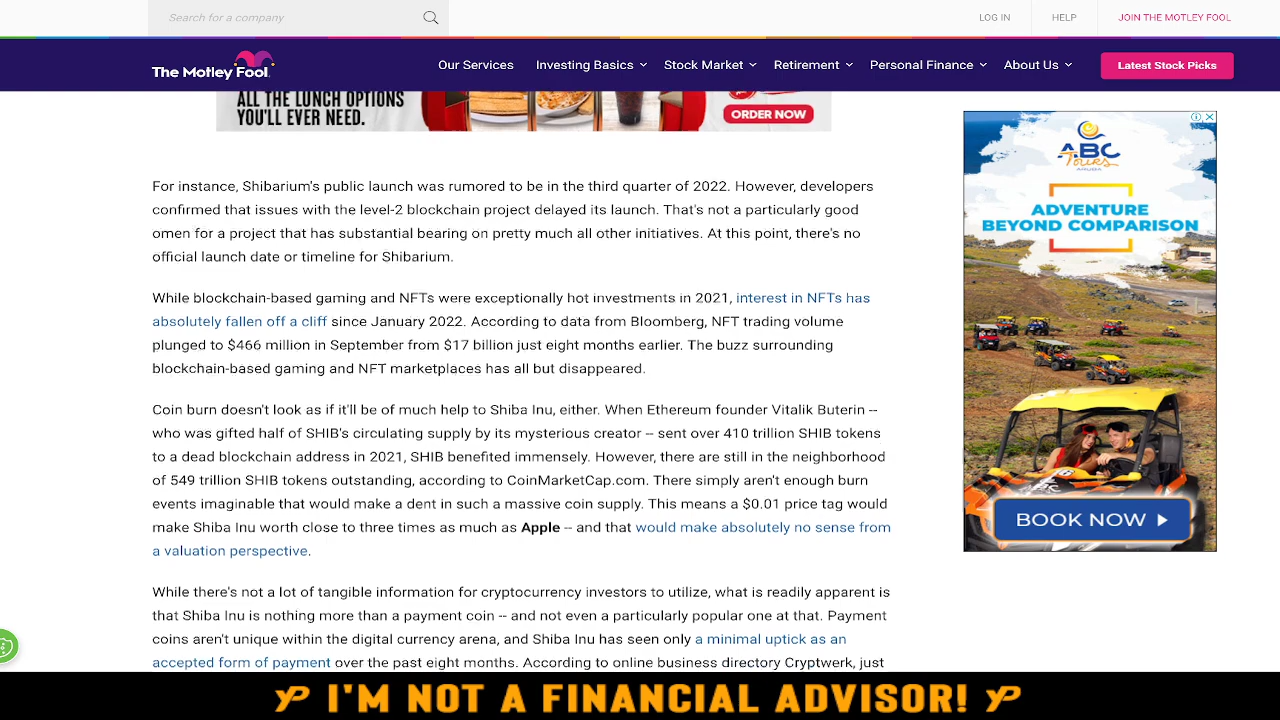 Search for a company
LOG IN
HELP
JOIN THE MOTLEY FOOL
The Motley Fool.
Our Services
Investing Basics
Stock Market
Retirement
Personal Finance
About Us
Latest Stock Picks
ALL THE LUNCH OPTIONS
YOU'LL EVER NEED.
ORDER NOW
For instance, Shibarium's public launch was rumored to be in the third quarter of 2022. However, developers
confirmed that issues with the level-2 blockchain project delayed its launch. That's not a particularly good
omen for a project that has substantial bearing on pretty much all other initiatives. At this point, there's no
official launch date or timeline for Shibarium.
While blockchain-based gaming and NFTs were exceptionally hot investments in 2021, interest in NFTs has
absolutely fallen off a cliff since January 2022. According to data from Bloomberg, NFT trading volume
plunged to $466 million in September from $17 billion just eight months earlier. The buzz surrounding
blockchain-based gaming and NFT marketplaces has all but disappeared.
Coin burn doesn't look as if it'll be of much help to Shiba Inu, either. When Ethereum founder Vitalik Buterin --
who was gifted half of SHIB's circulating supply by its mysterious creator -- sent over 410 trillion SHIB tokens
to a dead blockchain address in 2021, SHIB benefited immensely. However, there are still in the neighborhood
of 549 trillion SHIB tokens outstanding, according to CoinMarketCap.com. There simply aren't enough burn
events imaginable that would make a dent in such a massive coin supply. This means a $0.01 price tag would
make Shiba Inu worth close to three times as much as Apple -- and that would make absolutely no sense from
a valuation perspective.
While there's not a lot of tangible information for cryptocurrency investors to utilize, what is readily apparent
is that Shiba Inu is nothing more than a payment coin -- and not even a particularly popular one at that. Payment
coins aren't unique within the digital currency arena, and Shiba Inu has seen only a minimal uptick as an
accepted form of payment over the past eight months. According to online business directory Cryptwerk, just
ABC
Tours
ARUBA
ADVENTURE
BEYOND COMPARISON
BOOK NOW
I'M NOT A FINANCIAL ADVISOR!